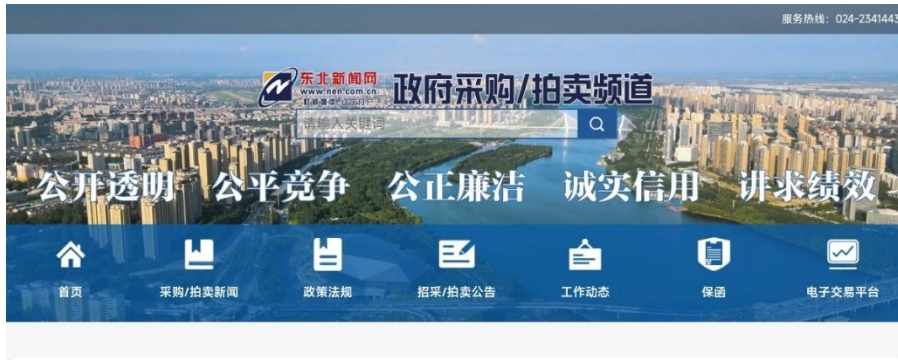 服务热线：024-2341443
东北新闻网
www.nen.com.cn
政府采购/拍卖频道
请输入关键词
公开透明 公平竞争 公正廉洁 诚实信用 讲求绩效
首页 采购/拍卖新闻 政策法规 招采/拍卖公告 工作动态 保函 电子交易平台